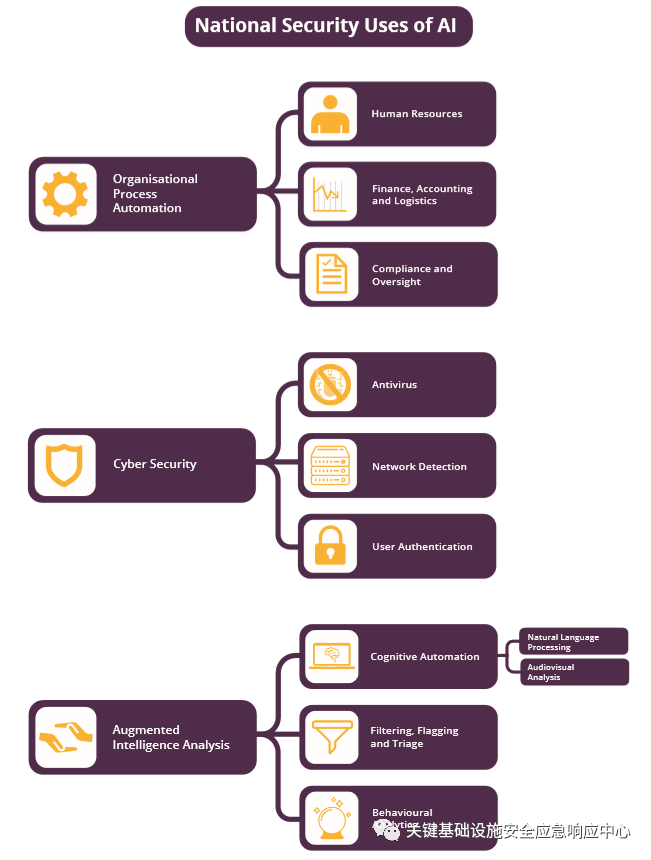 National Security Uses of AI
Organisational
Process
Automation
Human Resources
Finance, Accounting
and Logistics
Compliance and
Oversight
Cyber Security
Antivirus
Network Detection
User Authentication
Augmented
Intelligence Analysis
Cognitive Automation
Natural Language
Processing
Audiovisual
Analysis
Filtering, Flagging
and Triage
Behavioural
关键基础设施安全应急响应中心